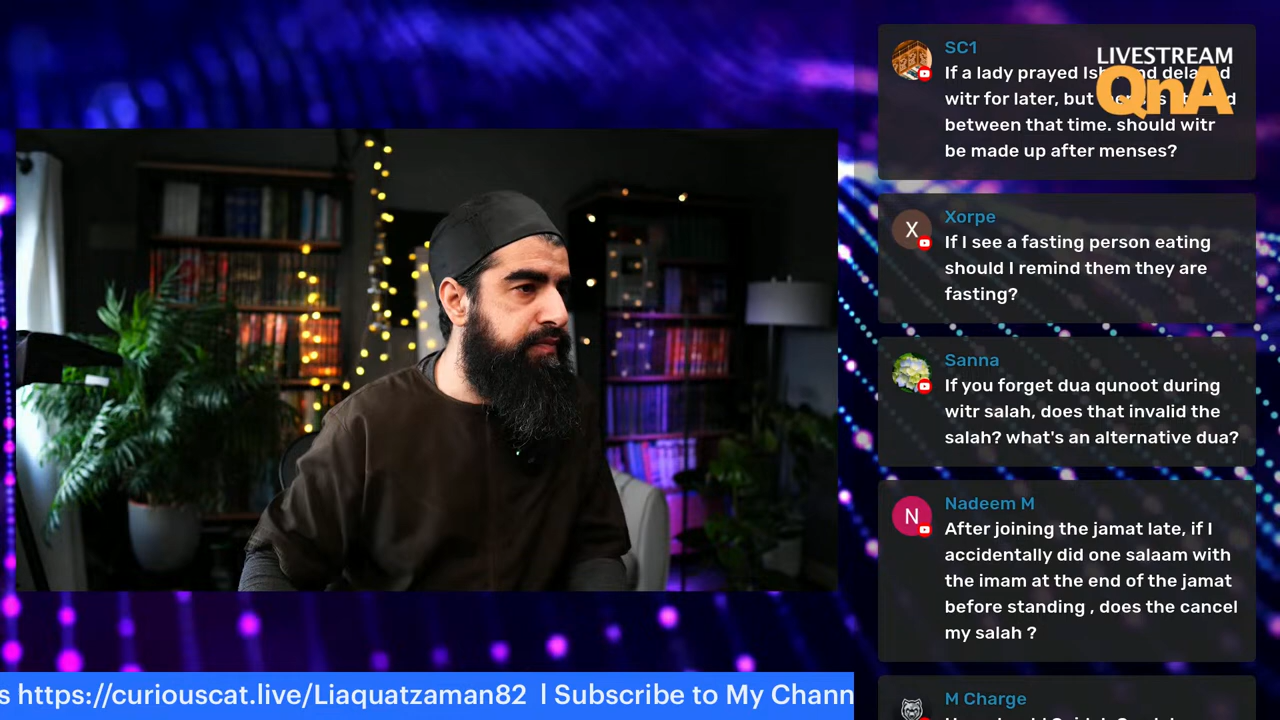 SC1
If a lady prayed
witr for later, but
between that time. should witr
be made up after menses?
LIVESTREAM
QnA
X
Xorpe
If I see a fasting person eating
should I remind them they are
fasting?
Sanna
If you forget dua qunoot during
witr salah, does that invalid the
salah? what's an alternative dua?
N
Nadeem M
After joining the jamat late, if I
accidentally did one salaam with
the imam at the end of the jamat
before standing , does the cancel
my salah ?
M Charge
s https://curiouscat.live/Liaquatzaman82 | Subscribe to My Chann